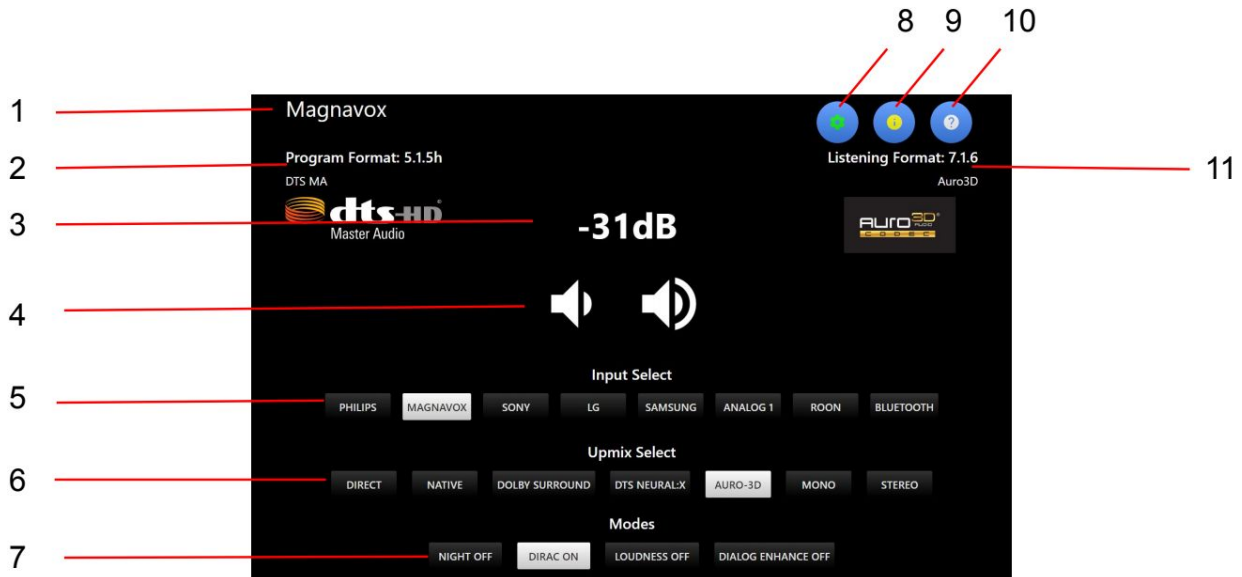 8 9 10
1 Magnavox
2 Program Format: 5.1.5h Listening Format: 7.1.6 11
DTS MA Auro3D
dts-HD
Master Audio
3 -31dB
AURO 3D AUDIO
CODEC
4
Input Select
5 PHILIPS MAGNAVOX SONY LG SAMSUNG ANALOG 1 ROON BLUETOOTH
Upmix Select
6 DIRECT NATIVE DOLBY SURROUND DTS NEURAL:X AURO-3D MONO STEREO
Modes
7 NIGHT OFF DIRAC ON LOUDNESS OFF DIALOG ENHANCE OFF